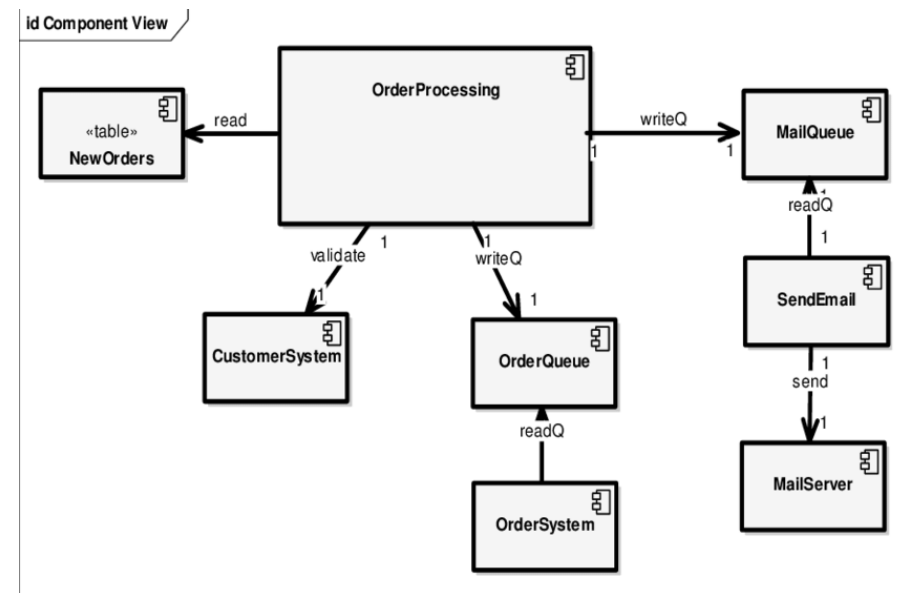 id Component View
OrderProcessing
«table»
NewOrders
read
writeQ
1
1
MailQueue
readQ
1
1
validate
1
1
writeQ
1
1
SendEmail
CustomerSystem
OrderQueue
1
send
1
readQ
MailServer
OrderSystem